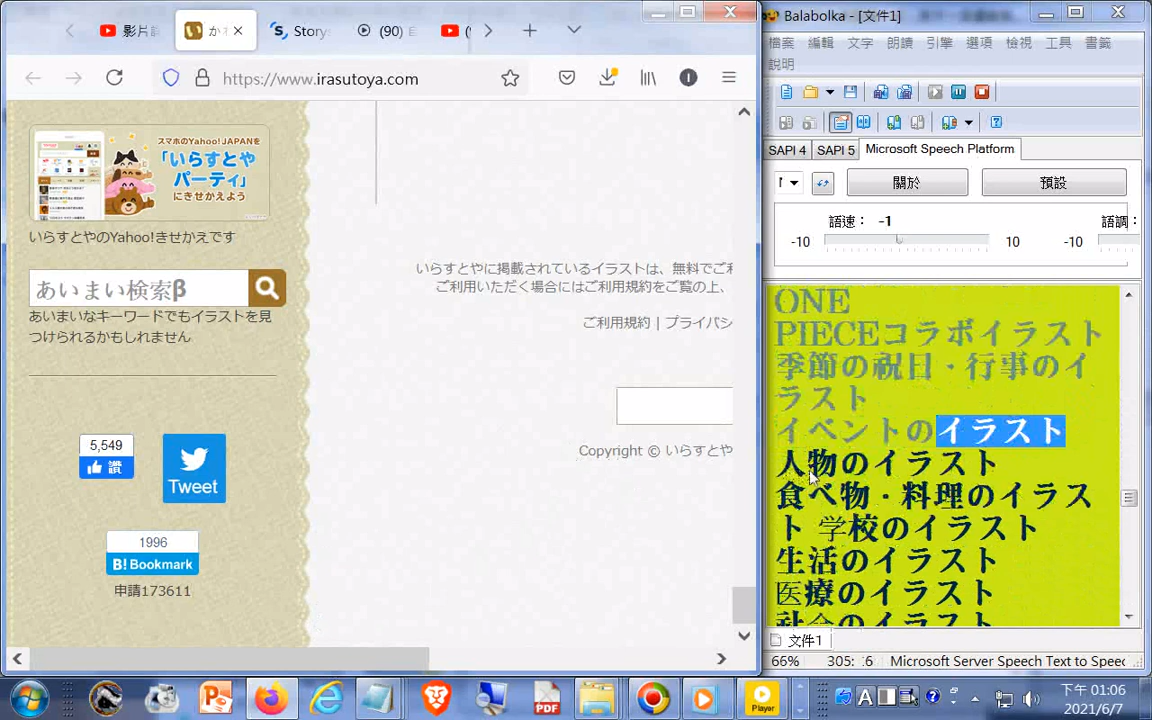 影片
か
Story
(90) E
Balabolka - [文件1]
https://www.irasutoya.com
檔案 編輯 文字 朗讀 引擎 選項 檢視 工具 書籤
説明
SAPI 4 SAPI 5 Microsoft Speech Platform
關於 預設
語速： -1 語調：
-10 10 -10
スマホのYahoo! JAPANを
「いらすとや
パーティ」
にきせかえよう
いらすとやのYahoo!きせかえです
あいまい検索β
あいまいなキーワードでもイラストを見
つけられるかもしれません
5,549
讚
Tweet
1996
B! Bookmark
申請173611
いらすとやに掲載されているイラストは、無料でご利
ご利用いただく場合にはご利用規約をご覧の上、
ご利用規約 | プライバシ
Copyright © いらすとや
ONE
PIECEコラボイラスト
季節の祝日・行事のイ
ラスト
イベントのイラスト
人物のイラスト
食べ物・料理のイラス
ト 学校のイラスト
生活のイラスト
医療のイラスト
社会のイラスト
文件1
66% 305: :6 Microsoft Server Speech Text to Speec
PDF
Player
A
下午 01:06
2021/6/7